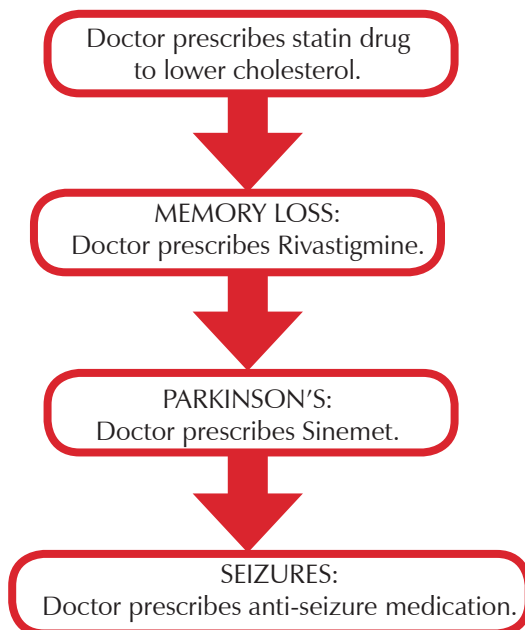 Doctor prescribes statin drug
to lower cholesterol.
MEMORY LOSS:
Doctor prescribes Rivastigmine.
PARKINSON’S:
Doctor prescribes Sinemet.
SEIZURES:
Doctor prescribes anti-seizure medication.